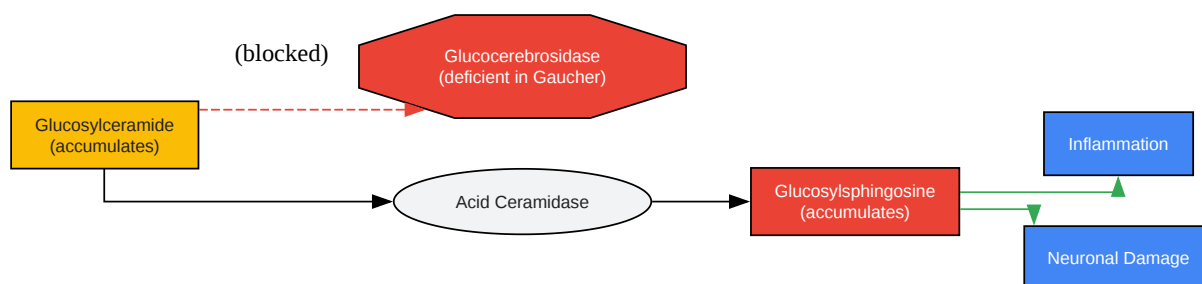 (blocked)
Glucocerebrosidase
(deficient in Gaucher)
Glucosylceramide
(accumulates)
Acid Ceramidase
Glucosylsphingosine
(accumulates)
Inflammation
Neuronal Damage